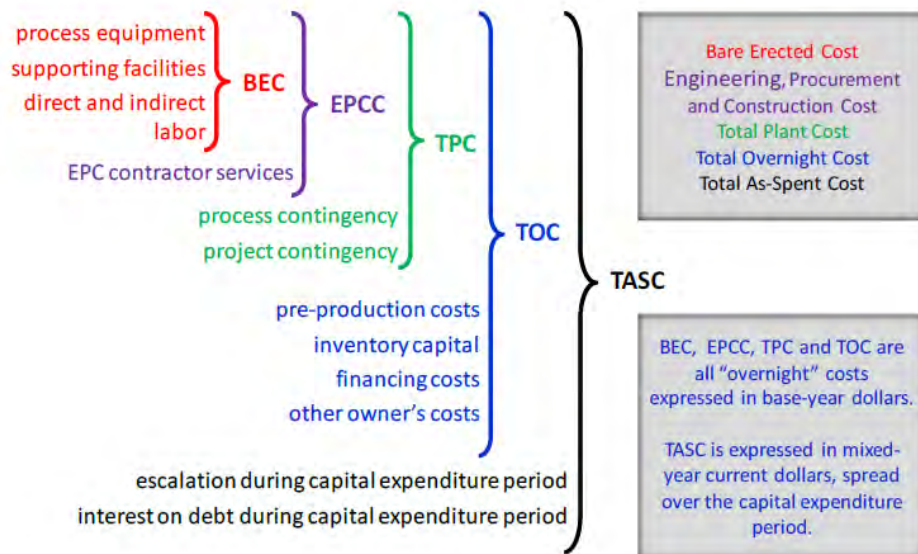 process equipment
supporting facilities
direct and indirect
labor
BEC
EPC contractor services
EPCC
process contingency
project contingency
TPC
pre-production costs
inventory capital
financing costs
other owner's costs
TOC
escalation during capital expenditure period
interest on debt during capital expenditure period
TASC
Bare Erected Cost
Engineering, Procurement
and Construction Cost
Total Plant Cost
Total Overnight Cost
Total As-Spent Cost
BEC, EPCC, TPC and TOC are
all “overnight” costs
expressed in base-year dollars.
TASC is expressed in mixed-
year current dollars, spread
over the capital expenditure
period.